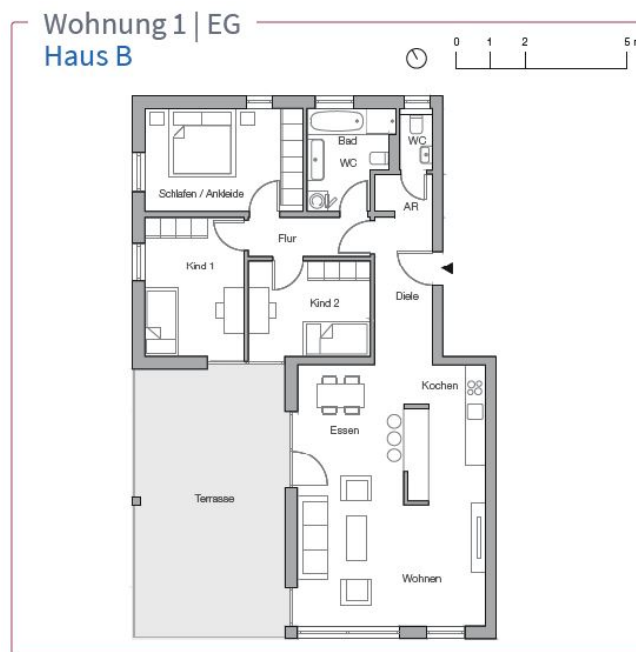 Wohnung 1 | EG
Haus B
0 1 2 5 m
Bad
WC
WC
Schlafen / Ankleide
AR
Flur
Kind 1
Kind 2
Diele
Kochen
Essen
Terrasse
Wohnen